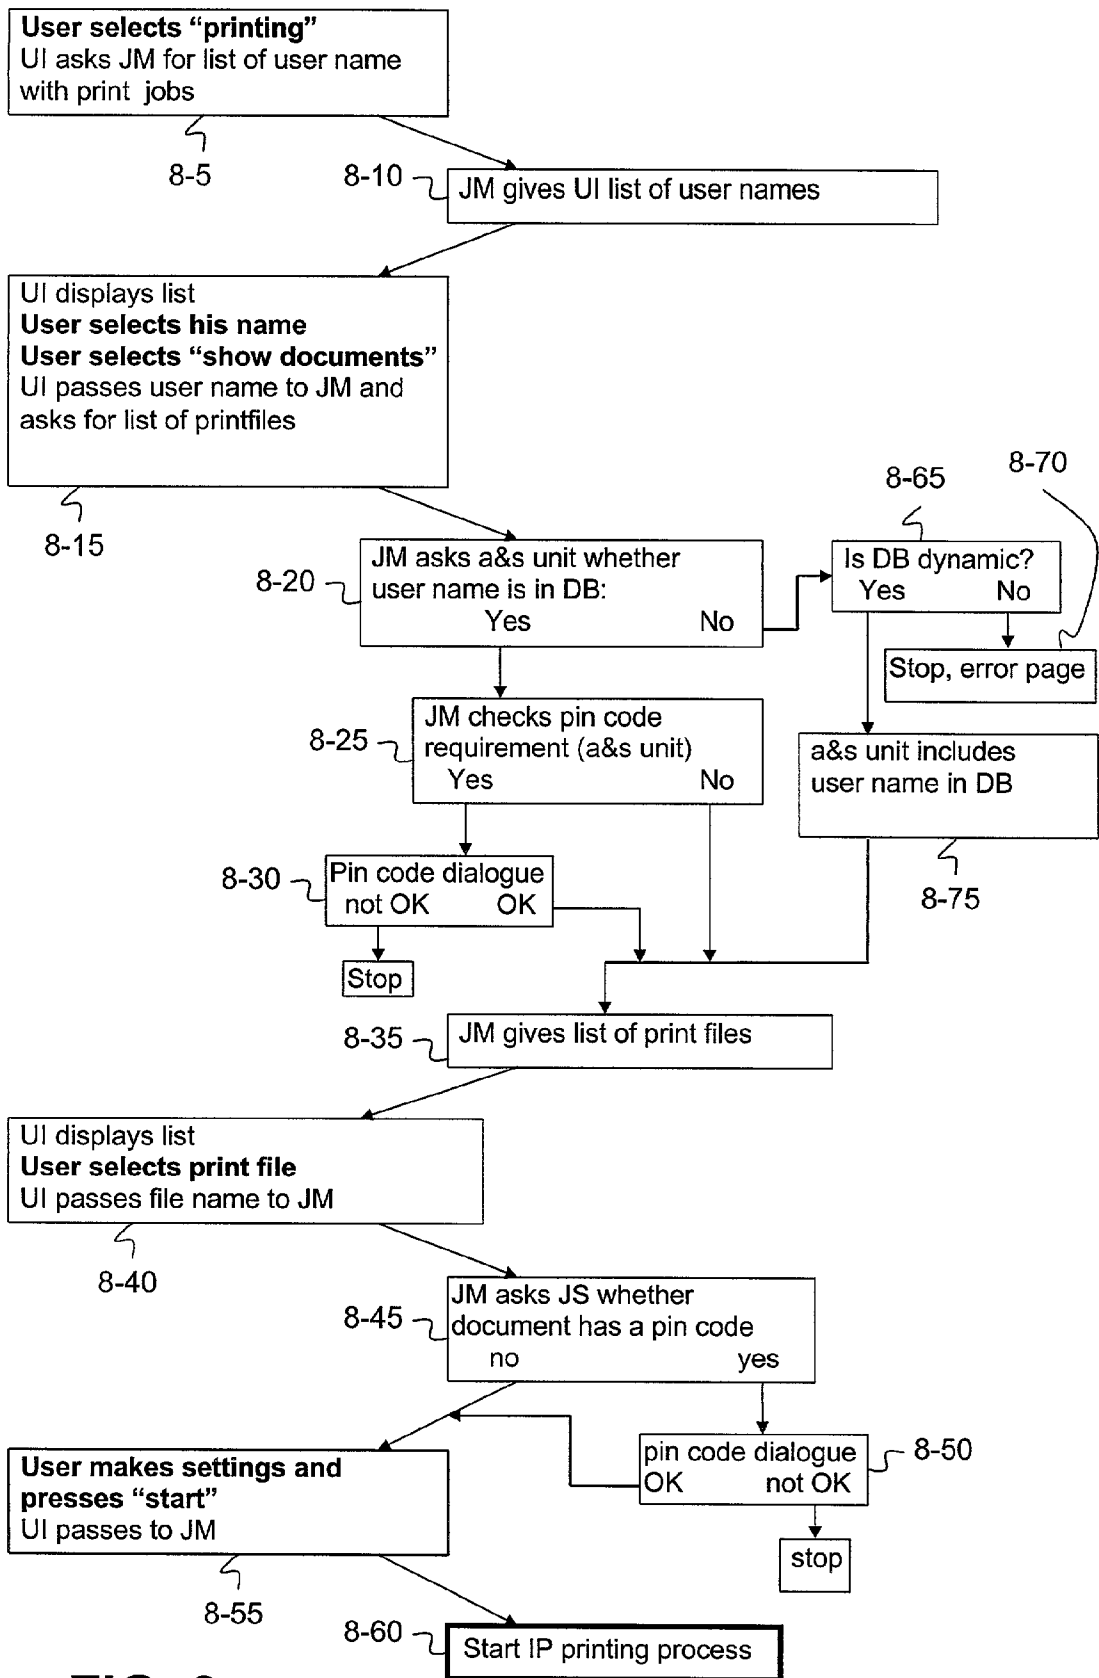 User selects “printing”
UI asks JM for list of user name
with print jobs
8-5
8-10
JM gives UI list of user names
UI displays list
User selects his name
User selects “show documents”
UI passes user name to JM and
asks for list of printfiles
8-15
8-70
8-65
8-20
JM asks a&s unit whether
user name is in DB:
Yes No
Is DB dynamic?
Yes No
Stop, error page
8-25
JM checks pin code
requirement (a&s unit)
Yes No
a&s unit includes
user name in DB
8-75
8-30
Pin code dialogue
not OK OK
Stop
8-35
JM gives list of print files
UI displays list
User selects print file
UI passes file name to JM
8-40
8-45
JM asks JS whether
document has a pin code
no yes
pin code dialogue
OK not OK
8-50
stop
User makes settings and
presses “start”
UI passes to JM
8-55
8-60
Start IP printing process